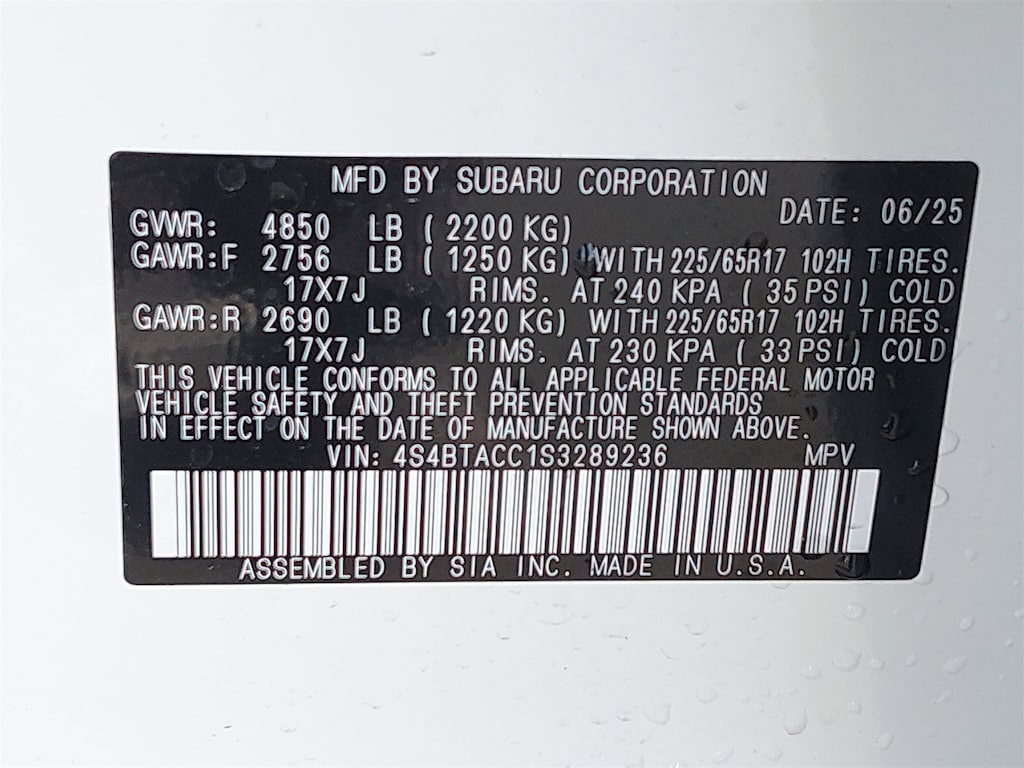 MFD BY SUBARU CORPORATION
DATE: 06/25
GVWR: 4850 LB ( 2200 KG)
GAWR:F 2756 LB ( 1250 KG) WITH 225/65R17 102H TIRES.
17X7J RIMS. AT 240 KPA ( 35 PSI) COLD
GAWR:R 2690 LB ( 1220 KG) WITH 225/65R17 102H TIRES.
17X7J RIMS. AT 230 KPA ( 33 PSI) COLD
THIS VEHICLE CONFORMS TO ALL APPLICABLE FEDERAL MOTOR
VEHICLE SAFETY AND THEFT PREVENTION STANDARDS
IN EFFECT ON THE DATE OF MANUFACTURE SHOWN ABOVE.
VIN: 4S4BTACC1S3289236 MPV
ASSEMBLED BY SIA INC. MADE IN U.S.A.